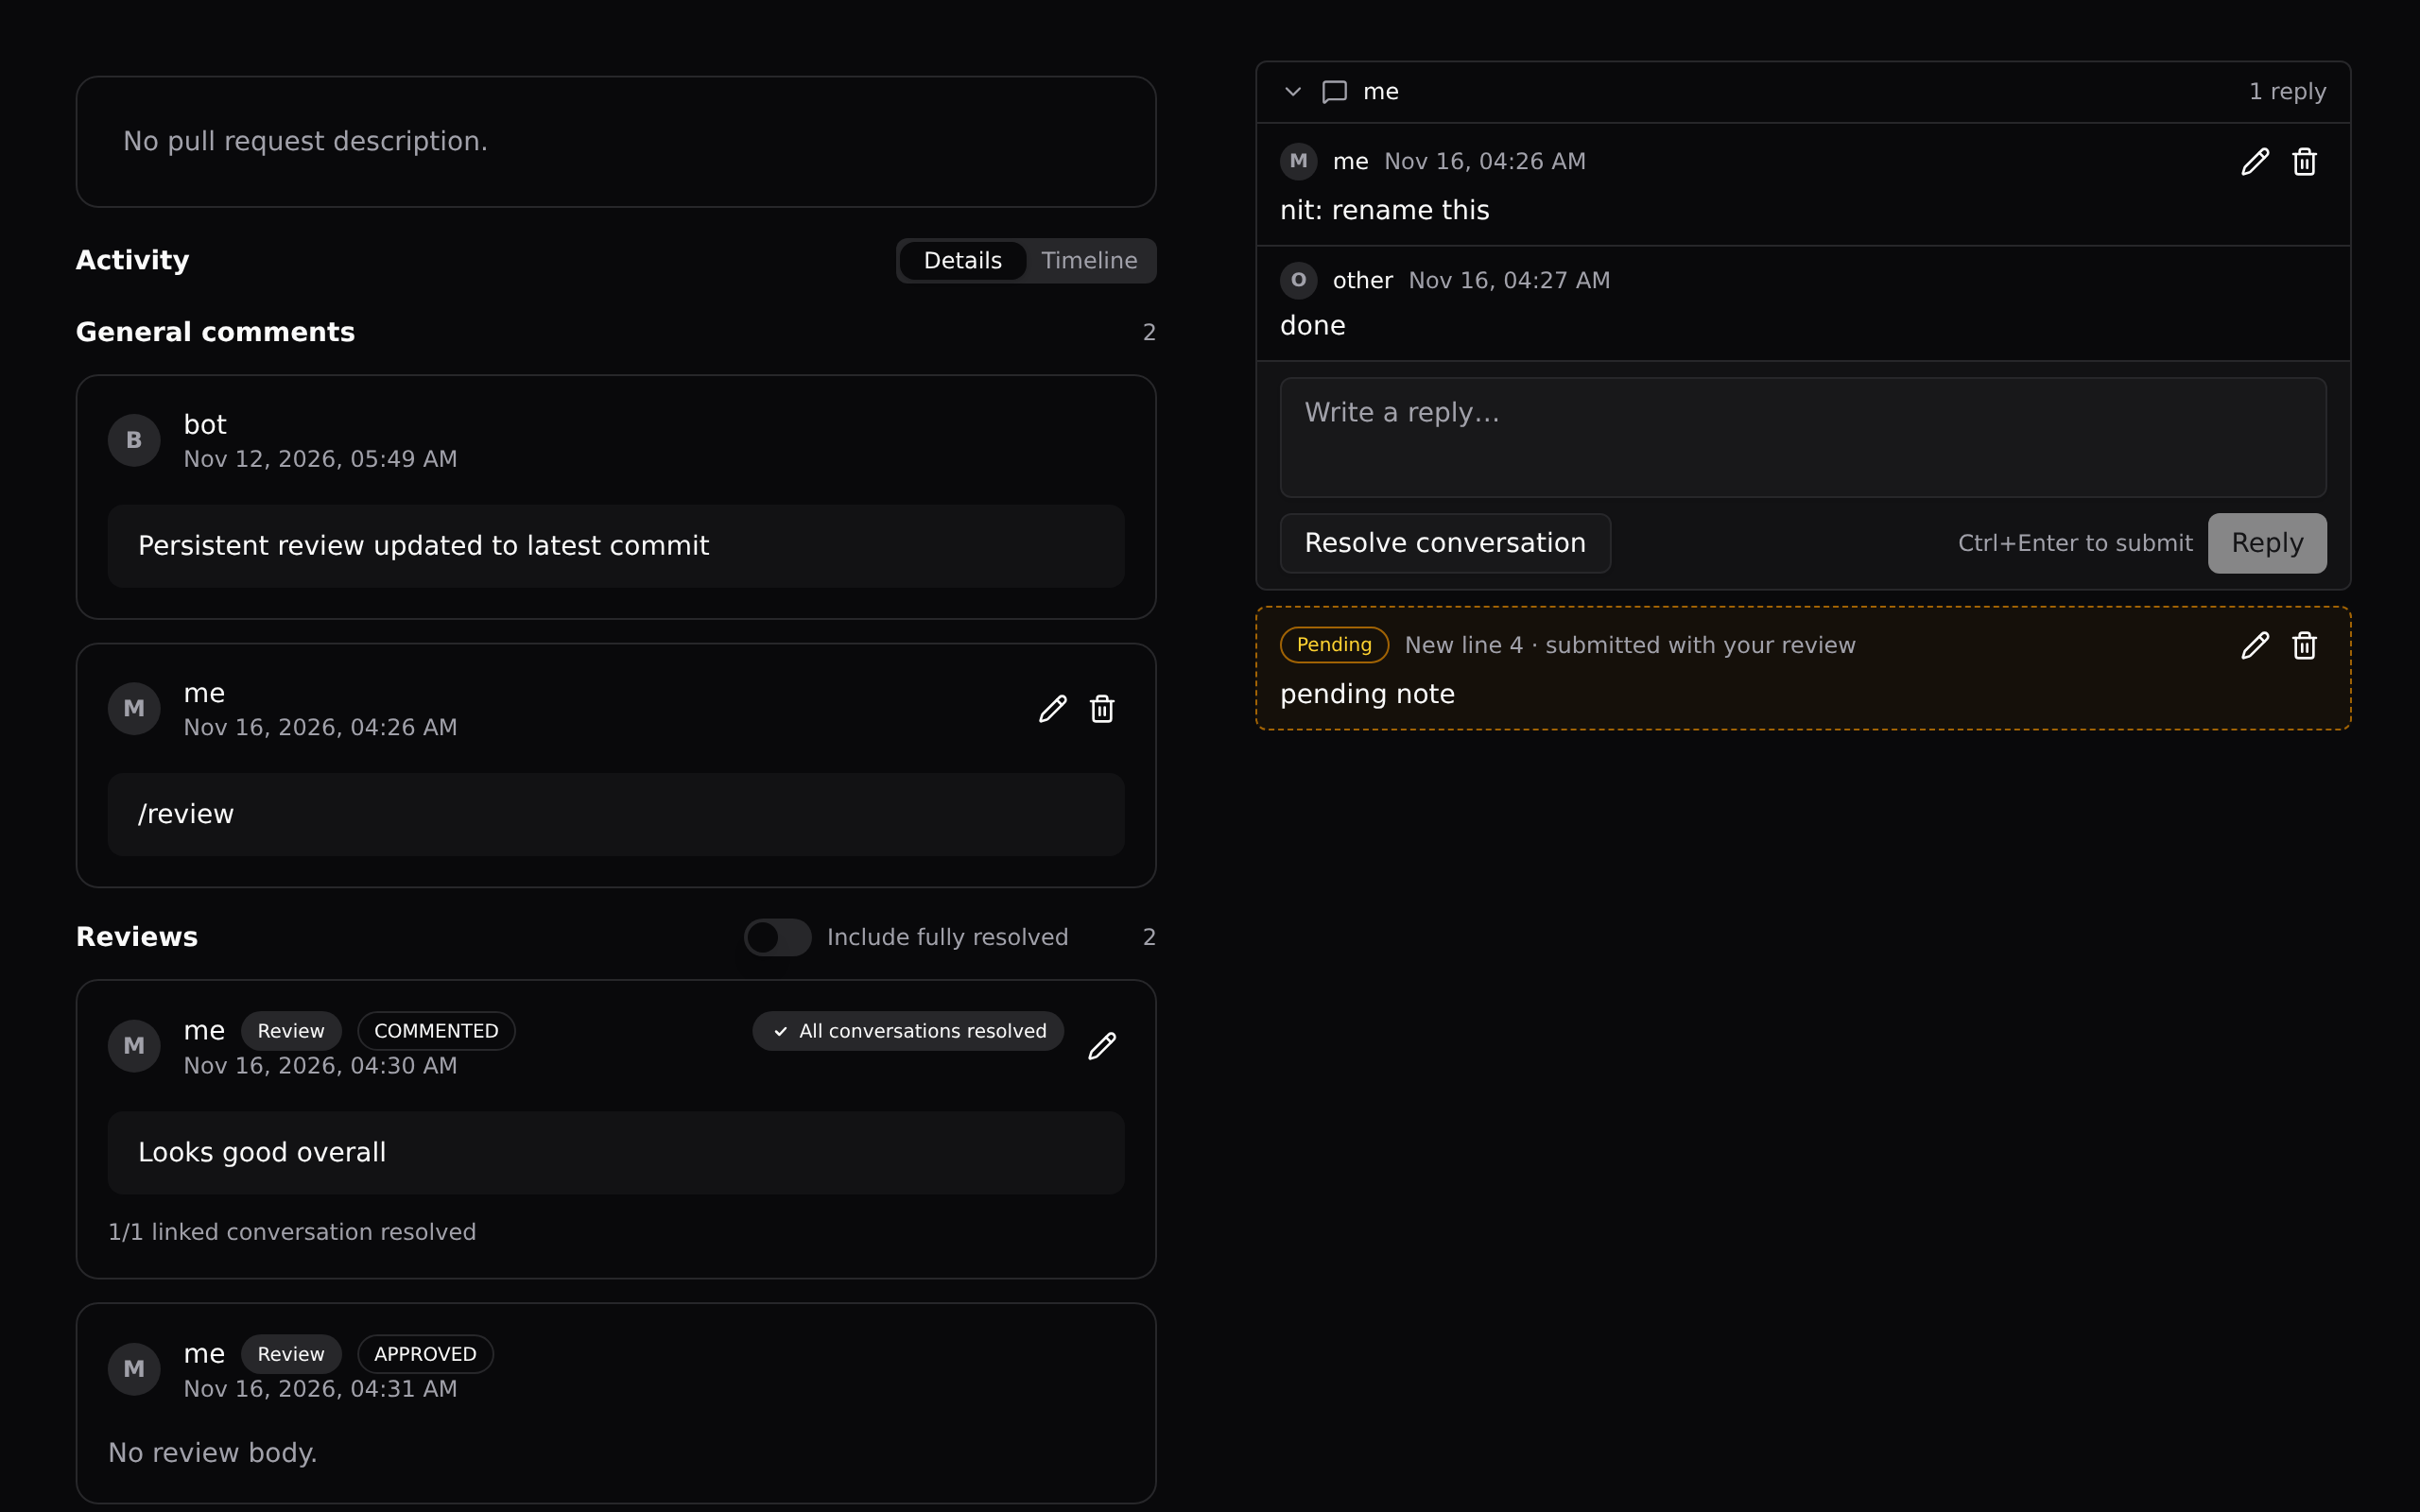 No pull request description.
Activity
Details
Timeline
General comments
2
B
bot
Nov 12, 2026, 05:49 AM
Persistent review updated to latest commit
M
me
Nov 16, 2026, 04:26 AM
/review
Reviews
Include fully resolved
2
M
me
Review
COMMENTED
All conversations resolved
Nov 16, 2026, 04:30 AM
Looks good overall
1/1 linked conversation resolved
M
me
Review
APPROVED
Nov 16, 2026, 04:31 AM
No review body.
me
1 reply
M
me
Nov 16, 04:26 AM
nit: rename this
O
other
Nov 16, 04:27 AM
done
Write a reply…
Resolve conversation
Ctrl+Enter to submit
Reply
Pending
New line 4 · submitted with your review
pending note